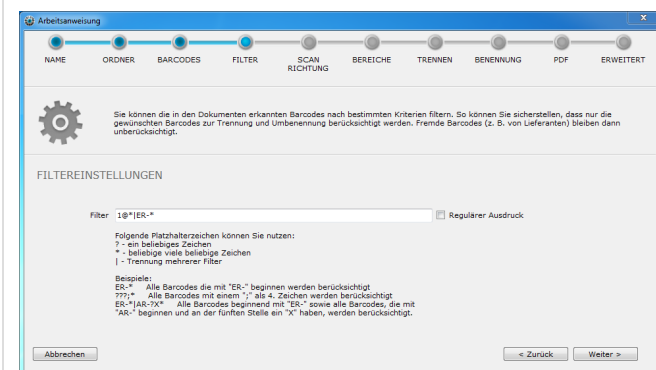 Arbeitsanweisung
X
NAME ORDNER BARCODES FILTER SCAN RICHTUNG BEREICHE TRENNEN BENENNUNG PDF ERWEITERT
Sie können die in den Dokumenten erkannten Barcodes nach bestimmten Kriterien filtern. So können Sie sicherstellen, dass nur die
gewünschten Barcodes zur Trennung und Umbenennung berücksichtigt werden. Fremde Barcodes (z. B. von Lieferanten) bleiben dann
unberücksichtigt.
FILTEREINSTELLUNGEN
Filter 1@*|ER-* Regulärer Ausdruck
Folgende Platzhalterzeichen können Sie nutzen:
? - ein beliebiges Zeichen
* - beliebige viele beliebige Zeichen
| - Trennung mehrerer Filter
Beispiele:
ER-* Alle Barcodes die mit "ER-" beginnen werden berücksichtigt
???;* Alle Barcodes mit einem ";" als 4. Zeichen werden berücksichtigt
ER-*|AR-?X* Alle Barcodes beginnend mit "ER-" sowie alle Barcodes, die mit
"AR-" beginnen und an der fünften Stelle ein "X" haben, werden berücksichtigt.
Abbrechen < Zurück Weiter >